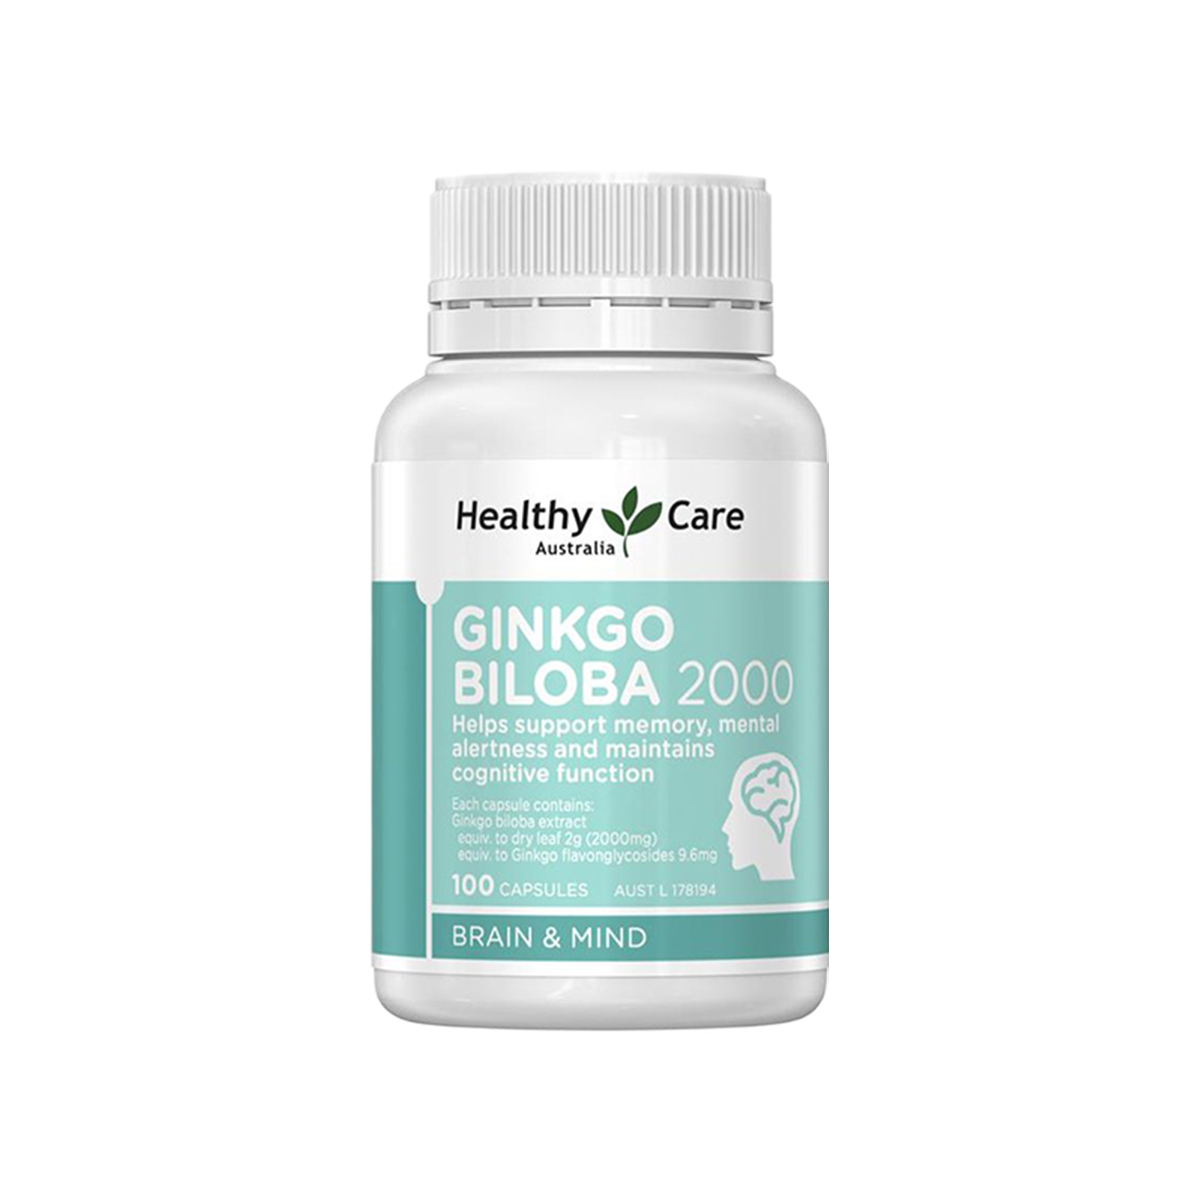 Healthy Care
Australia
GINKGO
BILOBA 2000
Helps support memory, mental
alertness and maintains
cognitive function
Each capsule contains:
Ginkgo biloba extract
equiv. to dry leaf 2g (2000mg)
equiv. to Ginkgo flavonglycosides 9.6mg
100 CAPSULES AUST L 178194
BRAIN & MIND